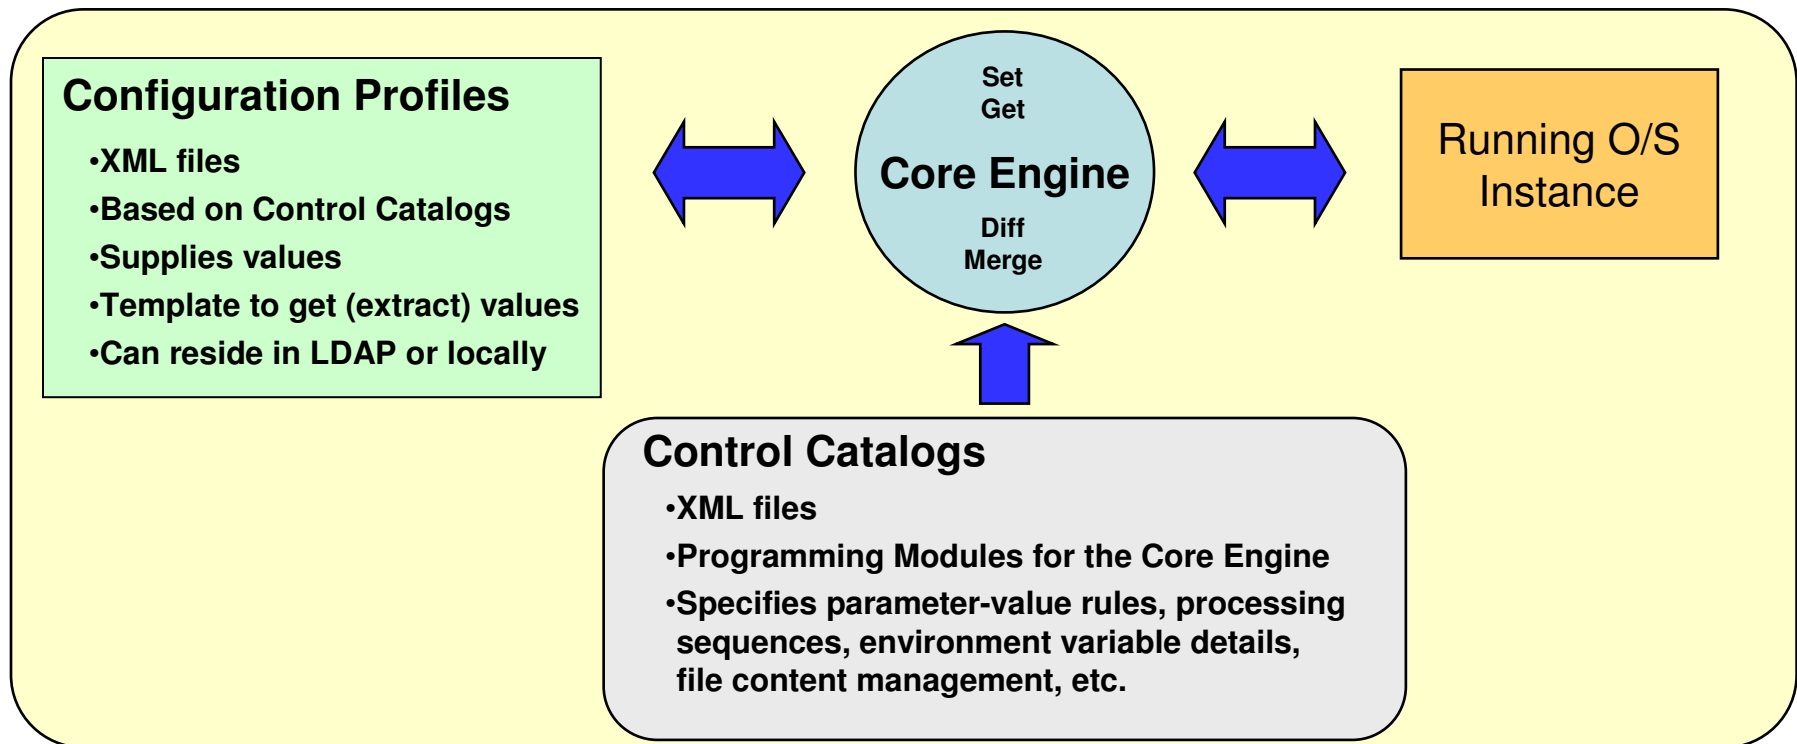 Configuration Profiles
•XML files
•Based on Control Catalogs
•Supplies values
•Template to get (extract) values
•Can reside in LDAP or locally
Set
Get
Core Engine
Diff
Merge
Running O/S
Instance
Control Catalogs
•XML files
•Programming Modules for the Core Engine
•Specifies parameter-value rules, processing
sequences, environment variable details,
file content management, etc.